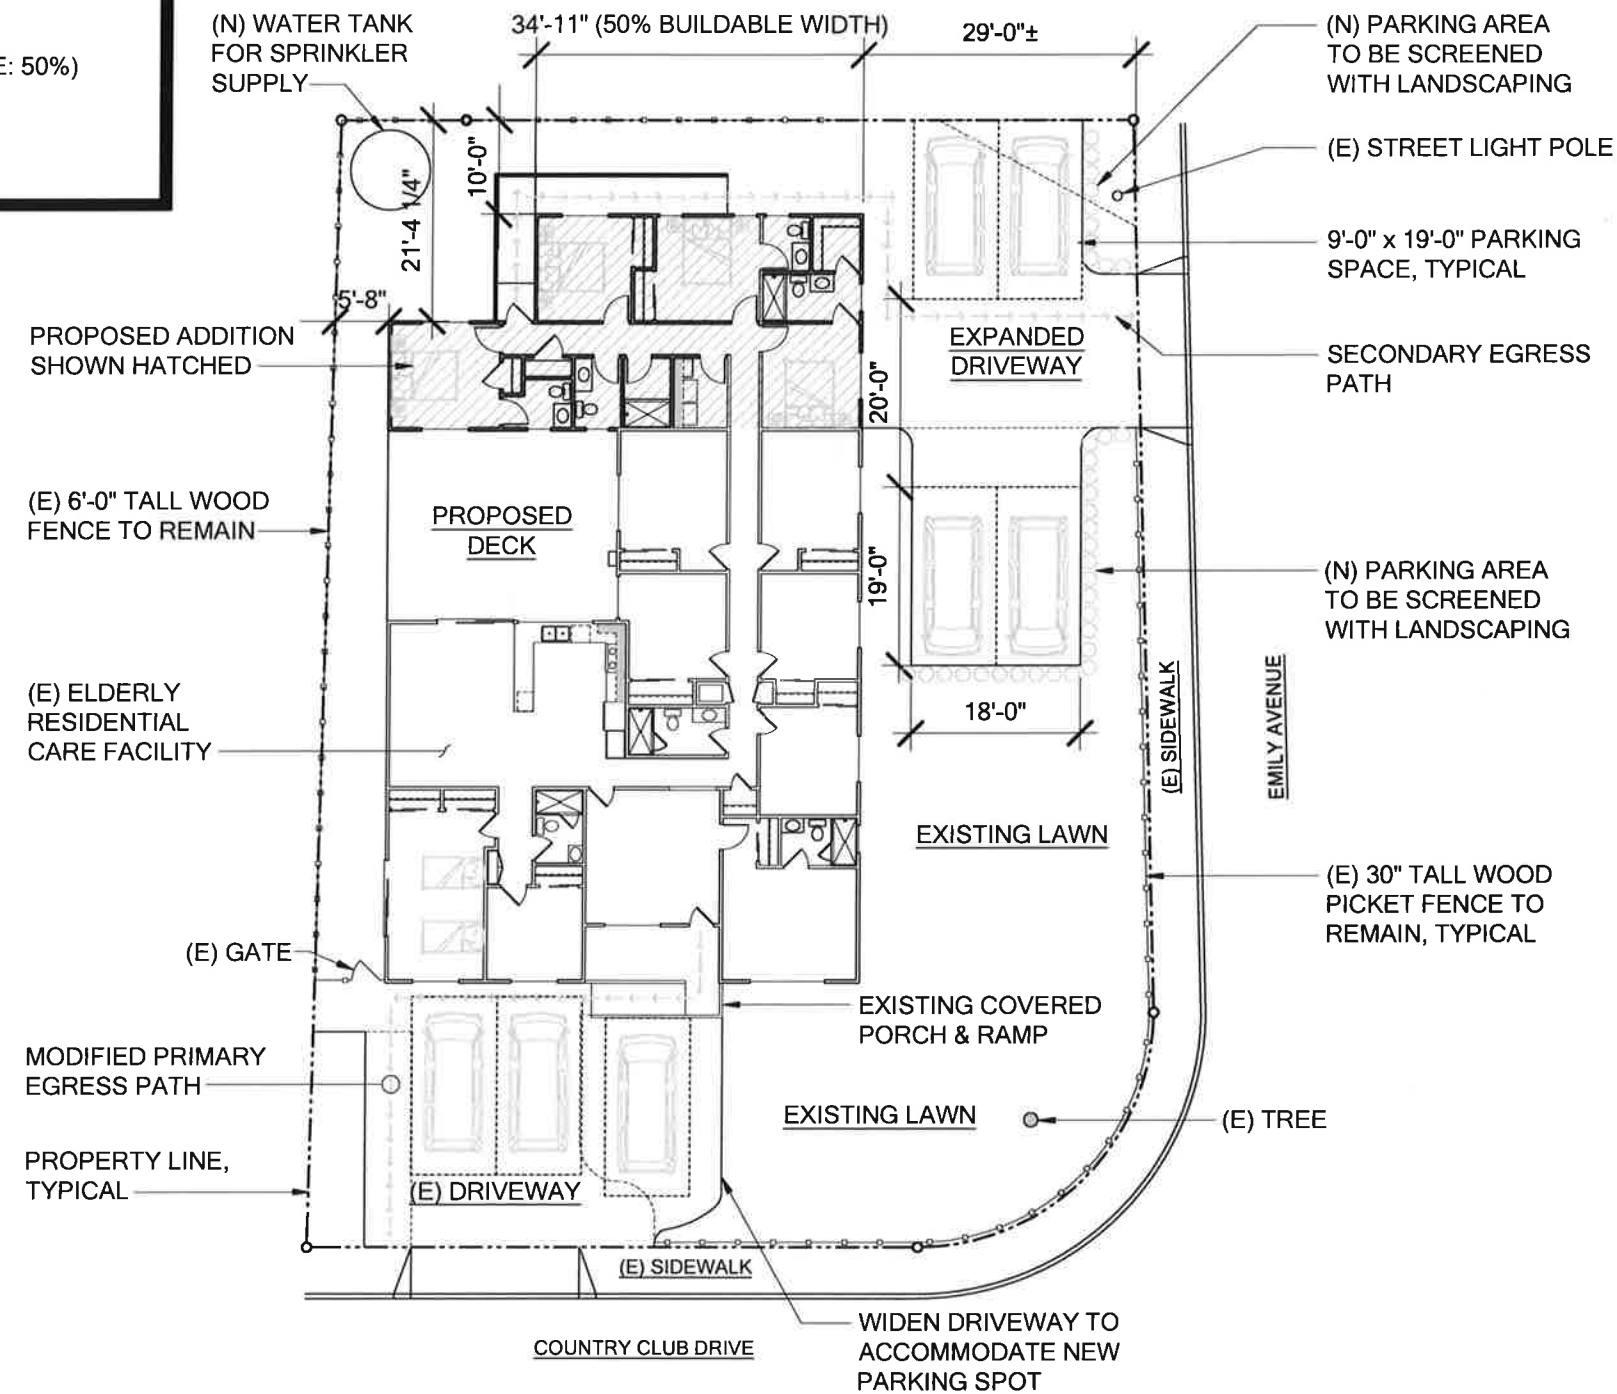 E: 50%)
(N) WATER TANK
FOR SPRINKLER
SUPPLY
34'-11" (50% BUILDABLE WIDTH)
29'-0"±
(N) PARKING AREA
TO BE SCREENED
WITH LANDSCAPING
(E) STREET LIGHT POLE
10'-0"
21'-4 1/4"
5'-8"
9'-0" x 19'-0" PARKING
SPACE, TYPICAL
PROPOSED ADDITION
SHOWN HATCHED
EXPANDED
DRIVEWAY
SECONDARY EGRESS
PATH
20'-0"
(E) 6'-0" TALL WOOD
FENCE TO REMAIN
PROPOSED
DECK
19'-0"
(N) PARKING AREA
TO BE SCREENED
WITH LANDSCAPING
(E) ELDERLY
RESIDENTIAL
CARE FACILITY
18'-0"
(E) SIDEWALK
EMILY AVENUE
EXISTING LAWN
(E) 30" TALL WOOD
PICKET FENCE TO
REMAIN, TYPICAL
(E) GATE
EXISTING COVERED
PORCH & RAMP
MODIFIED PRIMARY
EGRESS PATH
EXISTING LAWN
(E) TREE
PROPERTY LINE,
TYPICAL
(E) DRIVEWAY
(E) SIDEWALK
WIDEN DRIVEWAY TO
ACCOMMODATE NEW
PARKING SPOT
COUNTRY CLUB DRIVE